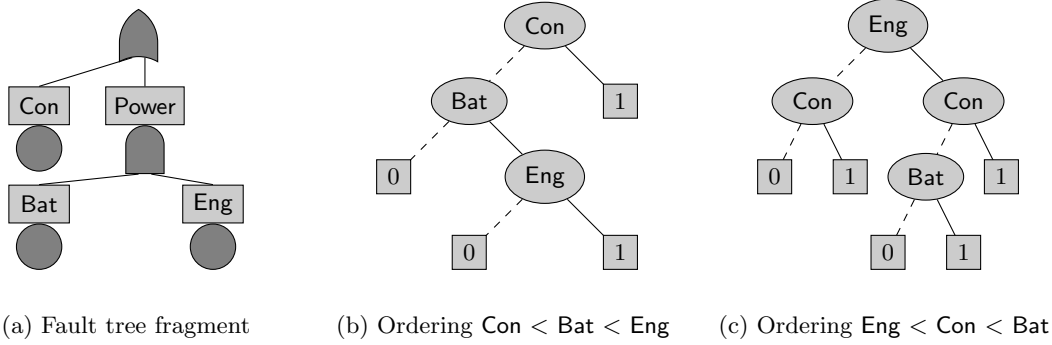 Con
Power
Bat
Eng
(a) Fault tree fragment
Con
Bat
1
0
Eng
0
1
(b) Ordering Con < Bat < Eng
Eng
Con
Con
0
1
Bat
1
0
1
(c) Ordering Eng < Con < Bat